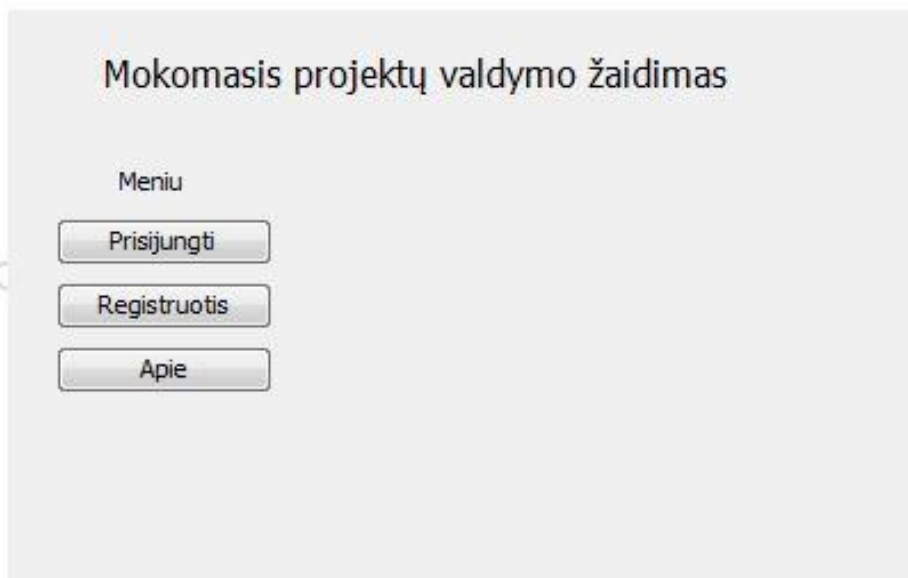 Mokomasis projektų valdymo žaidimas
Meniu
Prisijungti
Registruotis
Apie